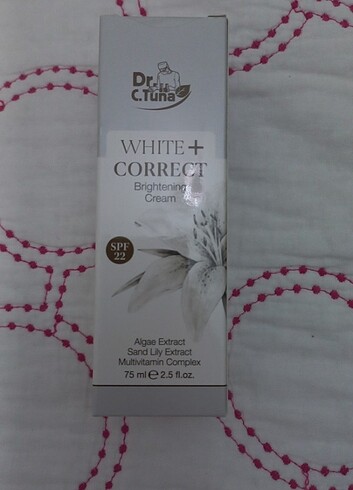 Dr.
C.Tuna
WHITE +
CORRECT
Brightening
Cream
SPF
22
Algae Extract
Sand Lily Extract
Multivitamin Complex
75 ml ℮ 2.5 fl.oz.